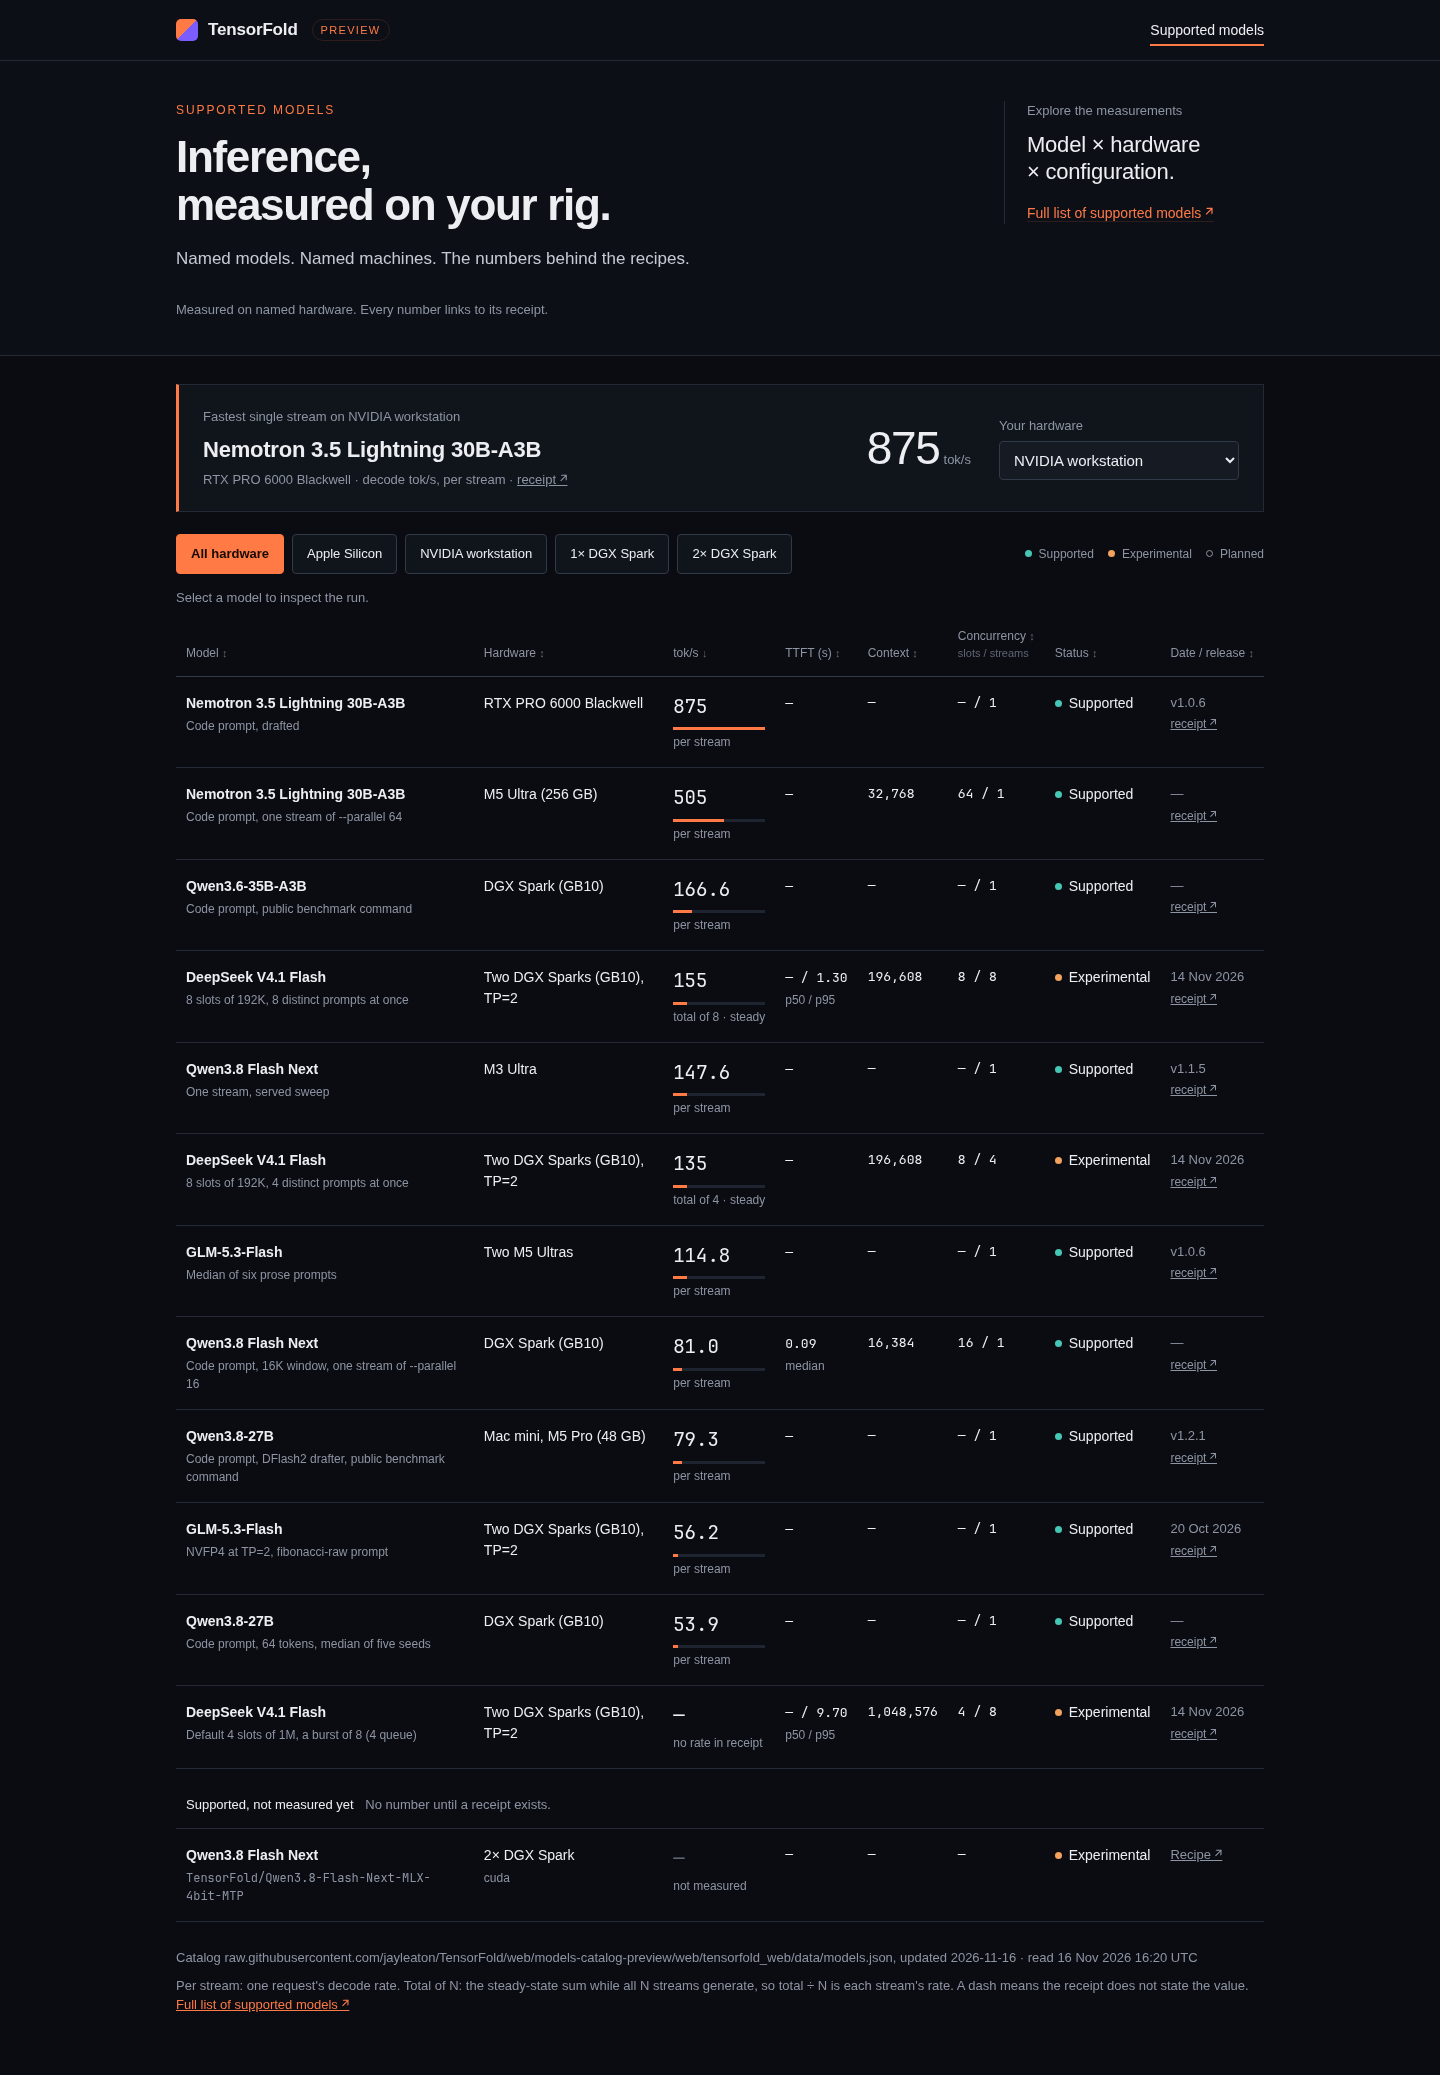 TensorFold PREVIEW Supported models
SUPPORTED MODELS
Inference,
measured on your rig.
Named models. Named machines. The numbers behind the recipes.
Measured on named hardware. Every number links to its receipt.
Explore the measurements
Model × hardware
× configuration.
Full list of supported models ↗
Fastest single stream on NVIDIA workstation
Nemotron 3.5 Lightning 30B-A3B
RTX PRO 6000 Blackwell · decode tok/s, per stream · receipt ↗
875 tok/s
Your hardware
NVIDIA workstation
All hardware Apple Silicon NVIDIA workstation 1× DGX Spark 2× DGX Spark
Supported Experimental Planned
Select a model to inspect the run.
Model ↕ Hardware ↕ tok/s ↓ TTFT (s) ↕ Context ↕ Concurrency ↕ Status ↕ Date / release ↕
slots / streams
Nemotron 3.5 Lightning 30B-A3B RTX PRO 6000 Blackwell 875 — — — / 1 Supported v1.0.6
Code prompt, drafted per stream receipt ↗
Nemotron 3.5 Lightning 30B-A3B M5 Ultra (256 GB) 505 — 32,768 64 / 1 Supported —
Code prompt, one stream of --parallel 64 per stream receipt ↗
Qwen3.6-35B-A3B DGX Spark (GB10) 166.6 — — — / 1 Supported —
Code prompt, public benchmark command per stream receipt ↗
DeepSeek V4.1 Flash Two DGX Sparks (GB10), 155 — / 1.30 196,608 8 / 8 Experimental 14 Nov 2026
8 slots of 192K, 8 distinct prompts at once TP=2 total of 8 · steady p50 / p95 receipt ↗
Qwen3.8 Flash Next M3 Ultra 147.6 — — — / 1 Supported v1.1.5
One stream, served sweep per stream receipt ↗
DeepSeek V4.1 Flash Two DGX Sparks (GB10), 135 — 196,608 8 / 4 Experimental 14 Nov 2026
8 slots of 192K, 4 distinct prompts at once TP=2 total of 4 · steady receipt ↗
GLM-5.3-Flash Two M5 Ultras 114.8 — — — / 1 Supported v1.0.6
Median of six prose prompts per stream receipt ↗
Qwen3.8 Flash Next DGX Spark (GB10) 81.0 0.09 16,384 16 / 1 Supported —
Code prompt, 16K window, one stream of --parallel median receipt ↗
16 per stream
Qwen3.8-27B Mac mini, M5 Pro (48 GB) 79.3 — — — / 1 Supported v1.2.1
Code prompt, DFlash2 drafter, public benchmark receipt ↗
command per stream
GLM-5.3-Flash Two DGX Sparks (GB10), 56.2 — — — / 1 Supported 20 Oct 2026
NVFP4 at TP=2, fibonacci-raw prompt TP=2 per stream receipt ↗
Qwen3.8-27B DGX Spark (GB10) 53.9 — — — / 1 Supported —
Code prompt, 64 tokens, median of five seeds per stream receipt ↗
DeepSeek V4.1 Flash Two DGX Sparks (GB10), — — / 9.70 1,048,576 4 / 8 Experimental 14 Nov 2026
Default 4 slots of 1M, a burst of 8 (4 queue) TP=2 no rate in receipt p50 / p95 receipt ↗
Supported, not measured yet No number until a receipt exists.
Qwen3.8 Flash Next 2× DGX Spark — — — — Experimental Recipe ↗
TensorFold/Qwen3.8-Flash-Next-MLX- cuda not measured
4bit-MTP
Catalog raw.githubusercontent.com/jayleaton/TensorFold/web/models-catalog-preview/web/tensorfold_web/data/models.json, updated 2026-11-16 · read 16 Nov 2026 16:20 UTC
Per stream: one request's decode rate. Total of N: the steady-state sum while all N streams generate, so total ÷ N is each stream's rate. A dash means the receipt does not state the value.
Full list of supported models ↗